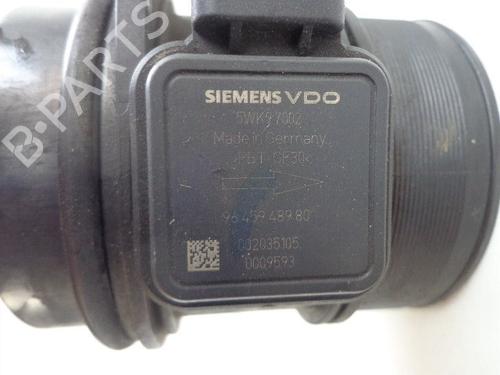 B-PARTS
SIEMENS VDO
5WK97002
Made in Germany
>PBT-GF30<
96 459 489 80
002035105
0009593